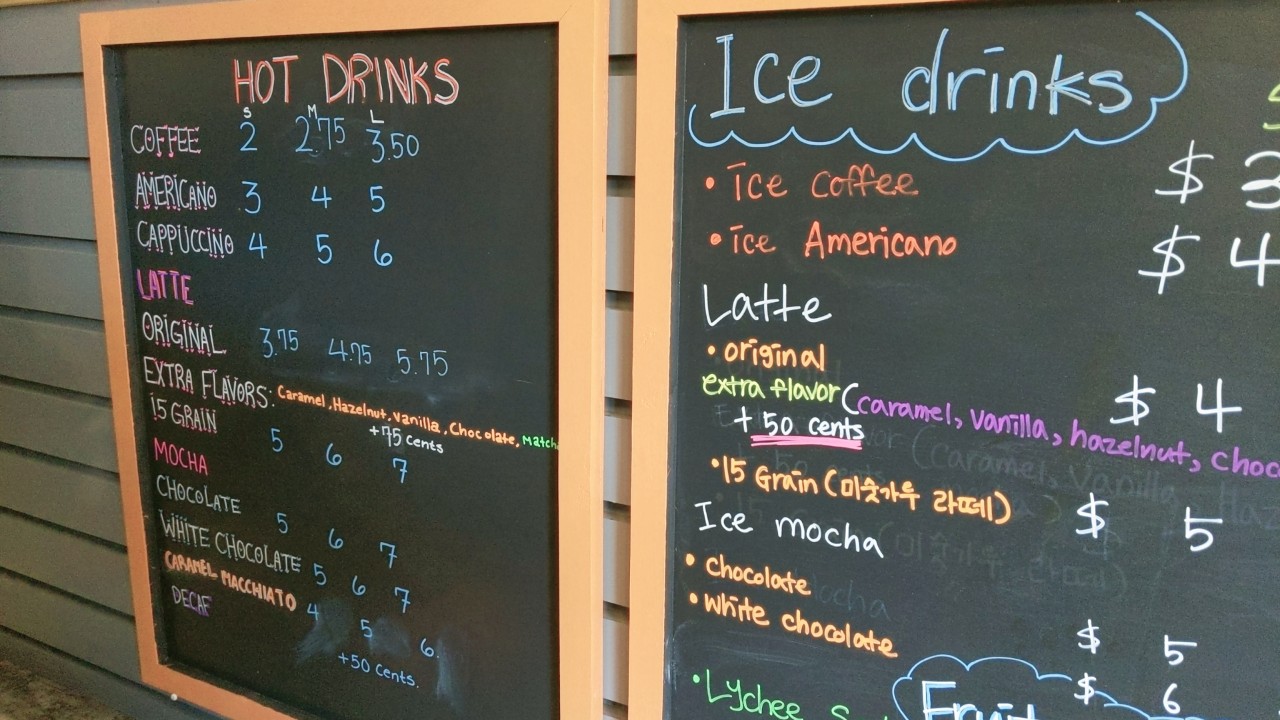 HOT DRINKS
S M L
COFFEE 2 2.75 3.50
AMERICANO 3 4 5
CAPPUCCINO 4 5 6
LATTE
ORIGINAL 3.75 4.75 5.75
EXTRA FLAVORS: Caramel, Hazelnut, Vanilla, Chocolate, Match
+75 Cents
15 GRAIN 5 6 7
MOCHA
CHOCOLATE 5 6 7
WHITE CHOCOLATE 5 6 7
CARAMEL MACCHIATO 4 5 6.
DECAF +50 Cents.
Ice drinks
• ice coffee $ 3
• ice Americano $ 4
Latte
• original $ 4
extra flavor (caramel, vanilla, hazelnut, choc
+ 50 cents
• 15 Grain (미숫가루 라떼) $ 5
Ice mocha
• Chocolate $ 5
• White chocolate $ 6
• Lychee
Fruit